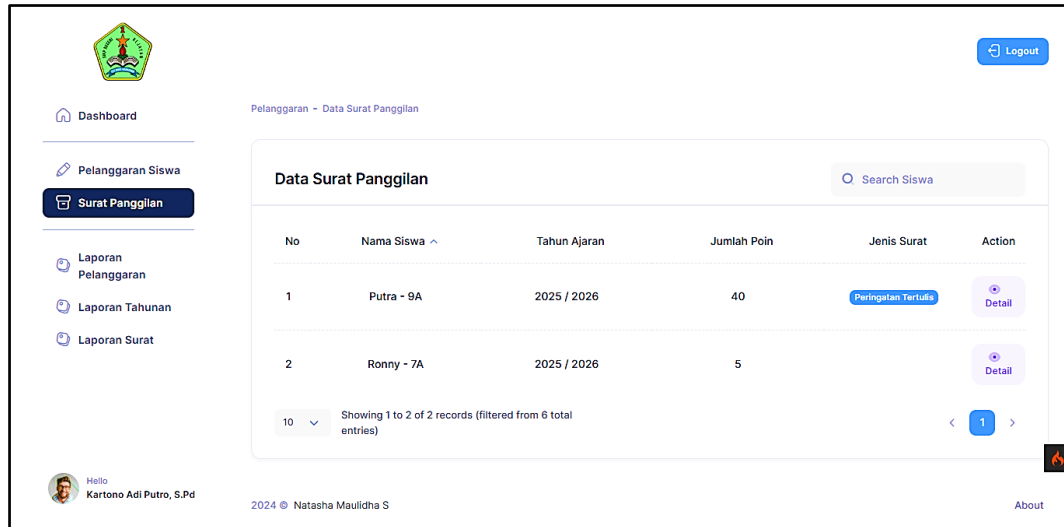 Logout
Dashboard
Pelanggaran Siswa
Surat Panggilan
Laporan
Pelanggaran
Laporan Tahunan
Laporan Surat
Hello
Kartono Adi Putro, S.Pd
Pelanggaran - Data Surat Panggilan
Data Surat Panggilan
Search Siswa
No Nama Siswa Tahun Ajaran Jumlah Poin Jenis Surat Action
1 Putra - 9A 2025 / 2026 40 Peringatan Tertulis Detail
2 Ronny - 7A 2025 / 2026 5 Detail
10
Showing 1 to 2 of 2 records (filtered from 6 total
entries)
< 1 >
2024 © Natasha Maulidha S
About